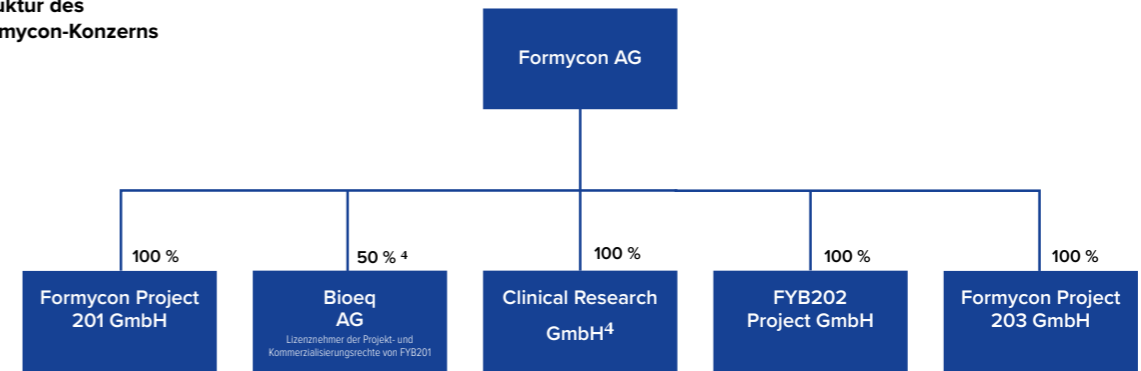 uktur des
mycon-Konzerns
Formycon AG
100 %
50 % ⁴
100 %
100 %
100 %
Formycon Project
201 GmbH
Bioeq
AG
Lizenznehmer der Projekt- und
Kommerzialisierungsrechte von FYB201
Clinical Research
GmbH⁴
FYB202
Project GmbH
Formycon Project
203 GmbH